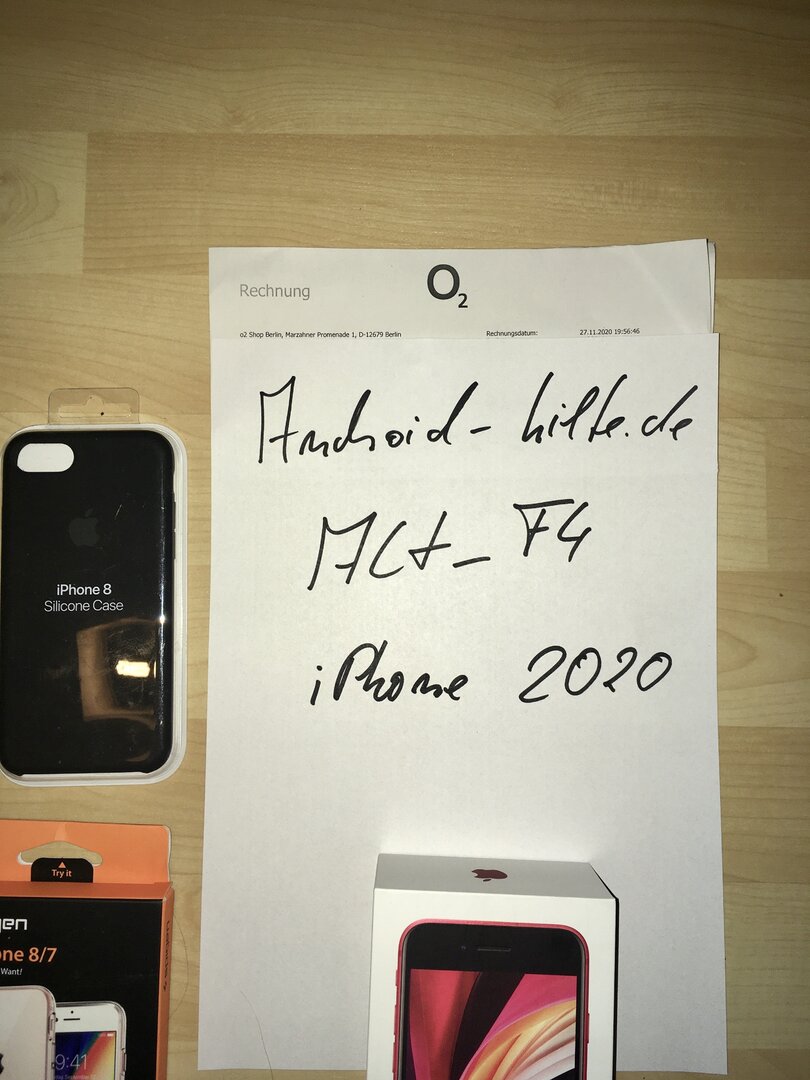 Rechnung
O2
o2 Shop Berlin, Marzahner Promenade 1, D-12679 Berlin
Rechnungsdatum: 27.11.2020 19:56:46
Android-hilfe.de
MCt_F4
iPhone 2020
iPhone 8
Silicone Case
Try it
gen
one 8/7
Want!
9:41